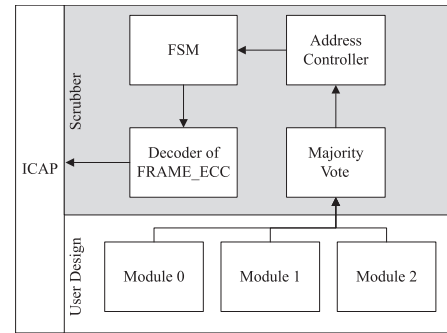 ICAP
Scrubber
FSM
Address
Controller
Decoder of
FRAME_ECC
Majority
Vote
User Design
Module 0
Module 1
Module 2